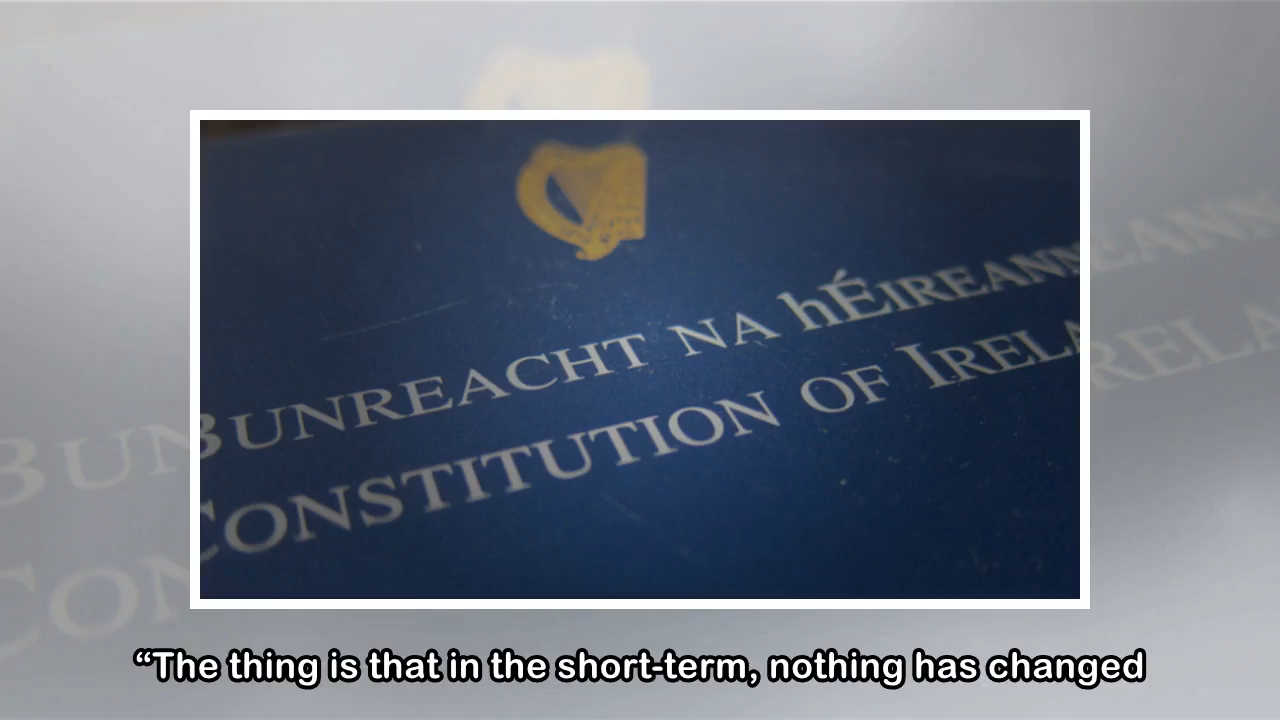 BUNREACHT NA hÉIREANN
CONSTITUTION OF IRELA
“The thing is that in the short-term, nothing has changed